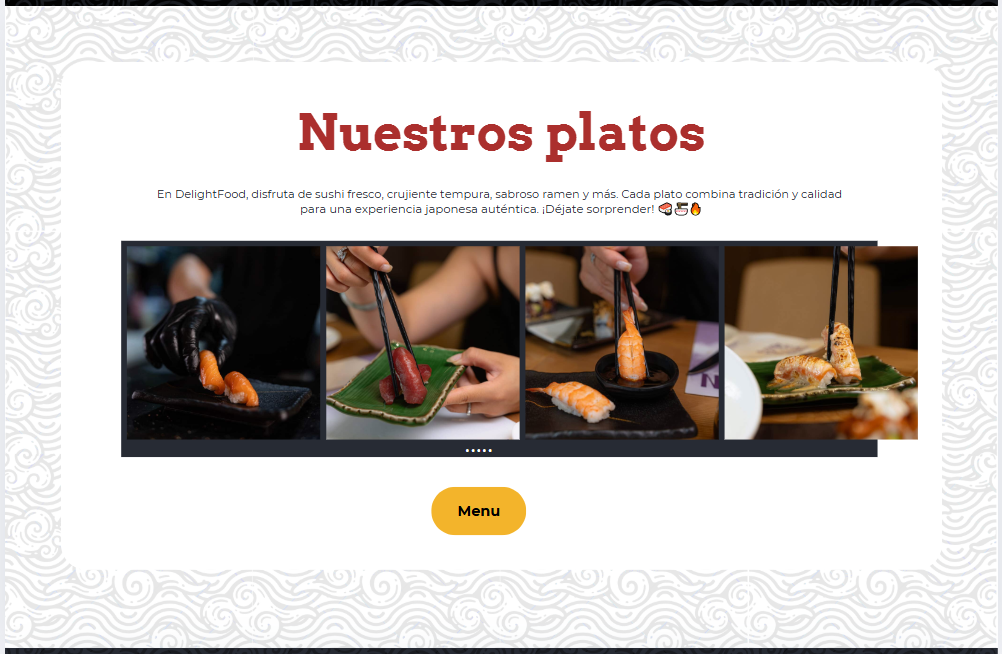 Nuestros platos
En DelightFood, disfruta de sushi fresco, crujiente tempura, sabroso ramen y más. Cada plato combina tradición y calidad
para una experiencia japonesa auténtica. ¡Déjate sorprender! 🍣🍜🔥
Menu